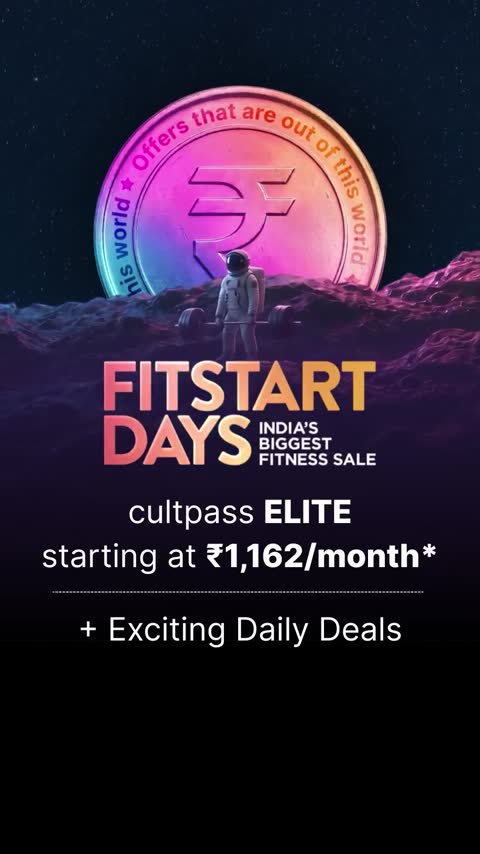 Offers that are out of this world ★
his world ★
FITSTART
DAYS
INDIA'S
BIGGEST
FITNESS SALE
cultpass ELITE
starting at ₹1,162/month*
+ Exciting Daily Deals